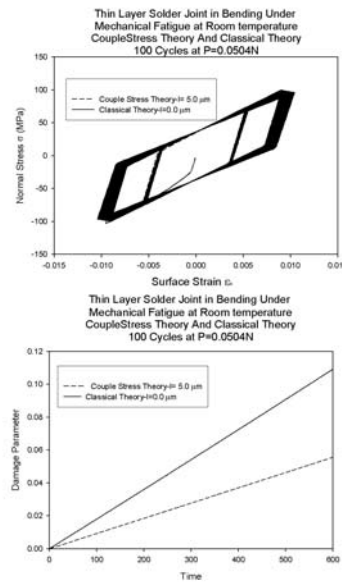 Thin Layer Solder Joint in Bending Under
Mechanical Fatigue at Room temperature
CoupleStress Theory And Classical Theory
100 Cycles at P=0.0504N
150
100
50
0
-50
-100
-150
Normal Stress σ (MPa)
Couple Stress Theory-l= 5.0 μm
Classical Theory-l=0.0 μm
-0.015 -0.010 -0.005 0.000 0.005 0.010 0.015
Surface Strain
Thin Layer Solder Joint in Bending Under
Mechanical Fatigue at Room temperature
CoupleStress Theory And Classical Theory
100 Cycles at P=0.0504N
0.12
0.10
0.08
0.06
0.04
0.02
0.00
Damage Parameter
Couple Stress Theory-l= 5.0 μm
Classical Theory-l=0.0 μm
0 100 200 300 400 500 600
Time